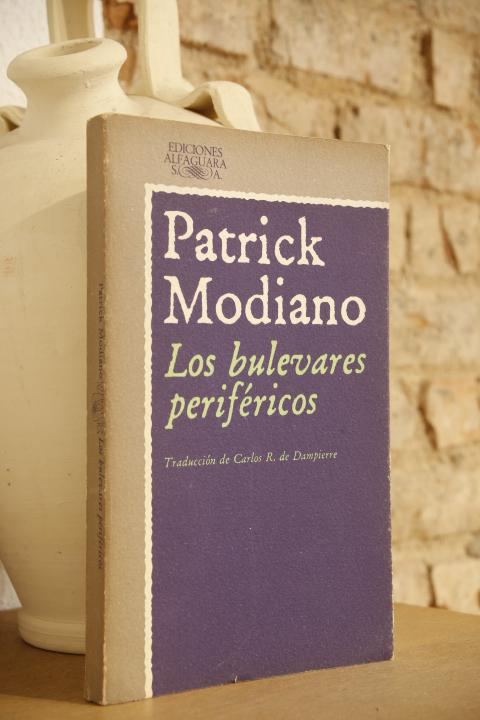 EDICIONES
ALFAGUARA
S. A.
Patrick
Modiano
Los bulevares
periféricos
Traducción de Carlos R. de Dampierre
Patrick Modiano Los bulevares periféricos